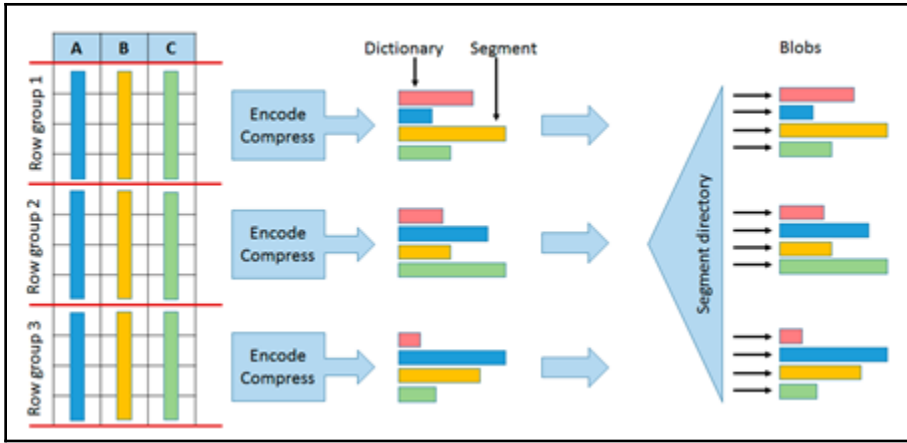 A B C
Dictionary Segment Blobs
Row group 1
Encode
Compress
Row group 2
Encode
Compress
Segment directory
Row group 3
Encode
Compress